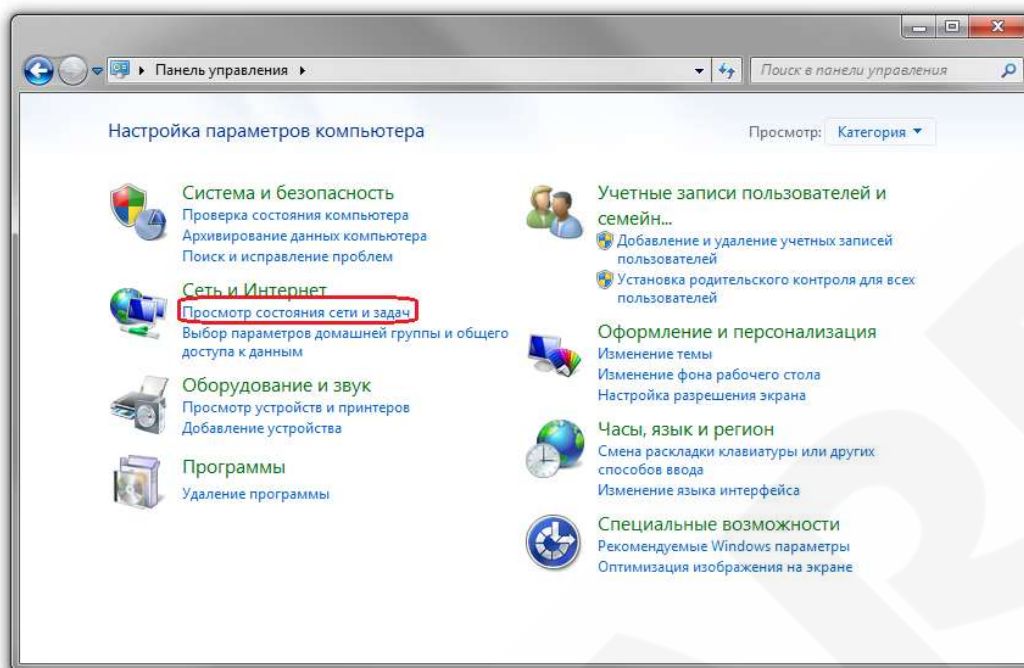 Панель управления
Поиск в панели управления
Настройка параметров компьютера
Просмотр: Категория
Система и безопасность
Проверка состояния компьютера
Архивирование данных компьютера
Поиск и исправление проблем
Сеть и Интернет
Просмотр состояния сети и задач
Выбор параметров домашней группы и общего
доступа к данным
Оборудование и звук
Просмотр устройств и принтеров
Добавление устройства
Программы
Удаление программы
Учетные записи пользователей и
семейн...
Добавление и удаление учетных записей
пользователей
Установка родительского контроля для всех
пользователей
Оформление и персонализация
Изменение темы
Изменение фона рабочего стола
Настройка разрешения экрана
Часы, язык и регион
Смена раскладки клавиатуры или других
способов ввода
Изменение языка интерфейса
Специальные возможности
Рекомендуемые Windows параметры
Оптимизация изображения на экране